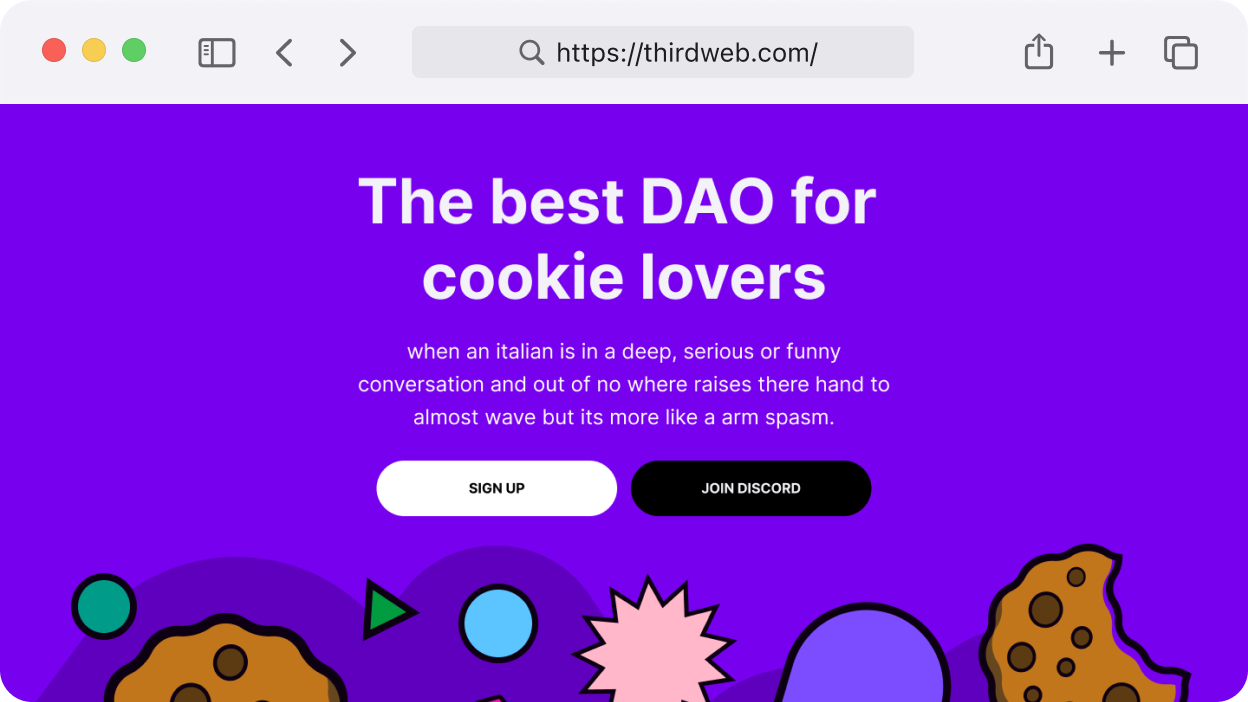 https://thirdweb.com/
The best DAO for
cookie lovers
when an italian is in a deep, serious or funny
conversation and out of no where raises there hand to
almost wave but its more like a arm spasm.
SIGN UP
JOIN DISCORD